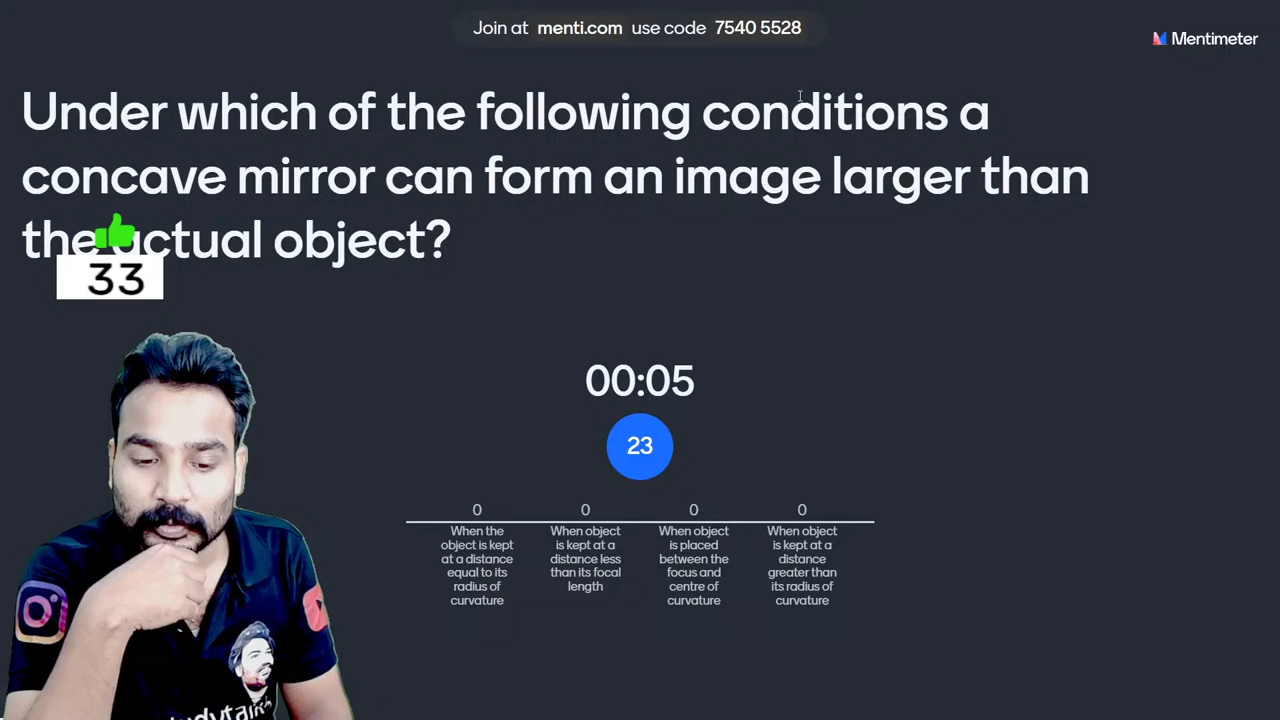 Join at menti.com use code 7540 5528
Mentimeter
Under which of the following conditions a
concave mirror can form an image larger than
the actual object?
33
00:05
23
0
When the
object is kept
at a distance
equal to its
radius of
curvature
0
When object
is kept at a
distance less
than its focal
length
0
When object
is placed
between the
focus and
centre of
curvature
0
When object
is kept at a
distance
greater than
its radius of
curvature